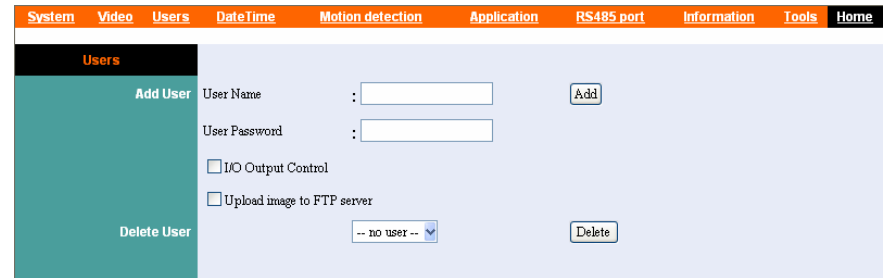 System Video Users DateTime Motion detection Application RS485 port Information Tools Home
Users
Add User User Name : Add
User Password :
I/O Output Control
Upload image to FTP server
Delete User -- no user -- Delete